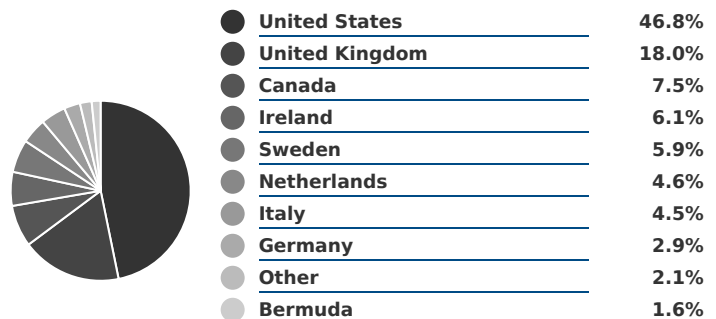 United States 46.8%
United Kingdom 18.0%
Canada 7.5%
Ireland 6.1%
Sweden 5.9%
Netherlands 4.6%
Italy 4.5%
Germany 2.9%
Other 2.1%
Bermuda 1.6%